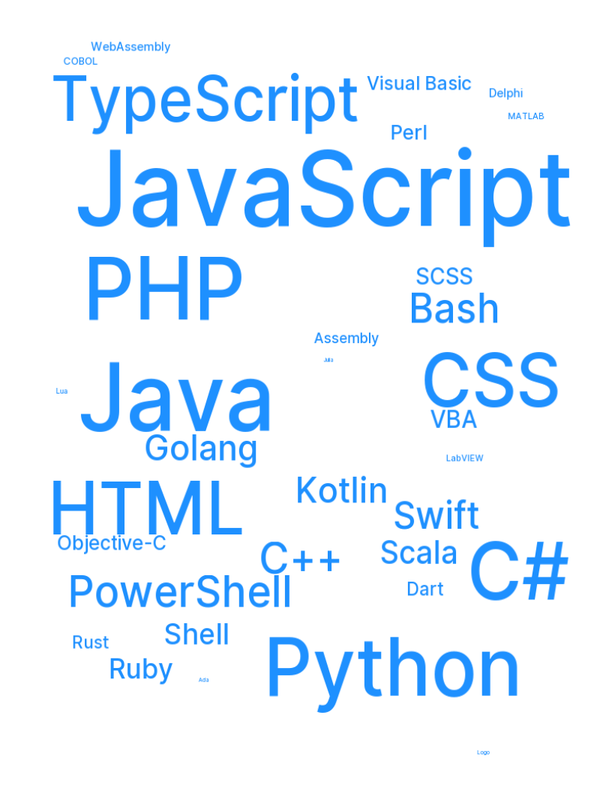 WebAssembly
COBOL
TypeScript
Visual Basic
Delphi
MATLAB
Perl
JavaScript
PHP
SCSS
Bash
Assembly
Julia
CSS
Lua
Java
VBA
Golang
LabVIEW
HTML
Kotlin
Swift
Objective-C
C++
Scala
C#
PowerShell
Dart
Shell
Rust
Ruby
Python
Ada
Logo